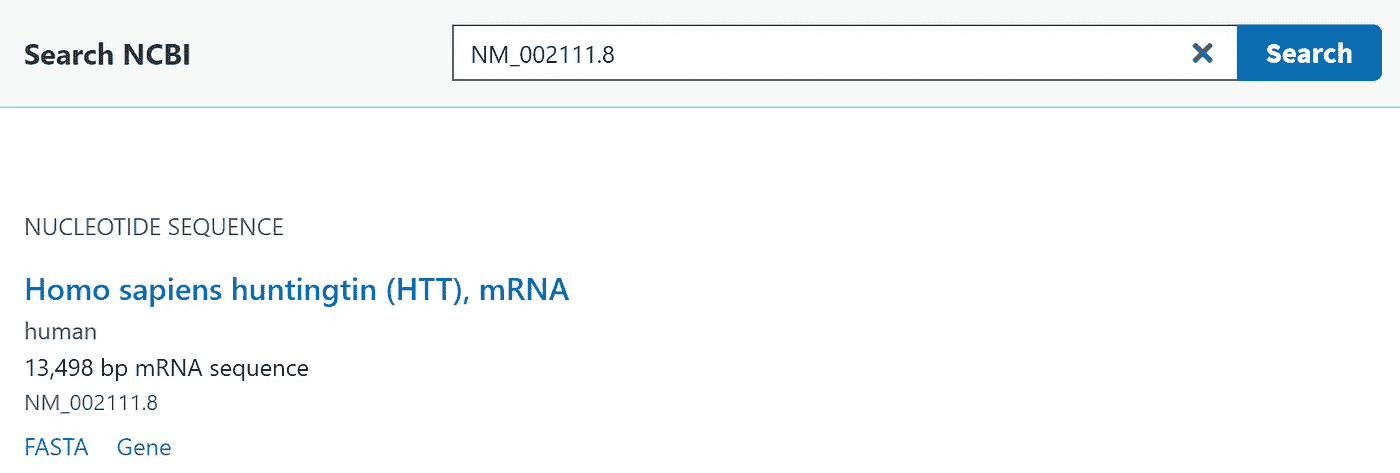 Search NCBI
NM_002111.8
Search
NUCLEOTIDE SEQUENCE
Homo sapiens huntingtin (HTT), mRNA
human
13,498 bp mRNA sequence
NM_002111.8
FASTA Gene